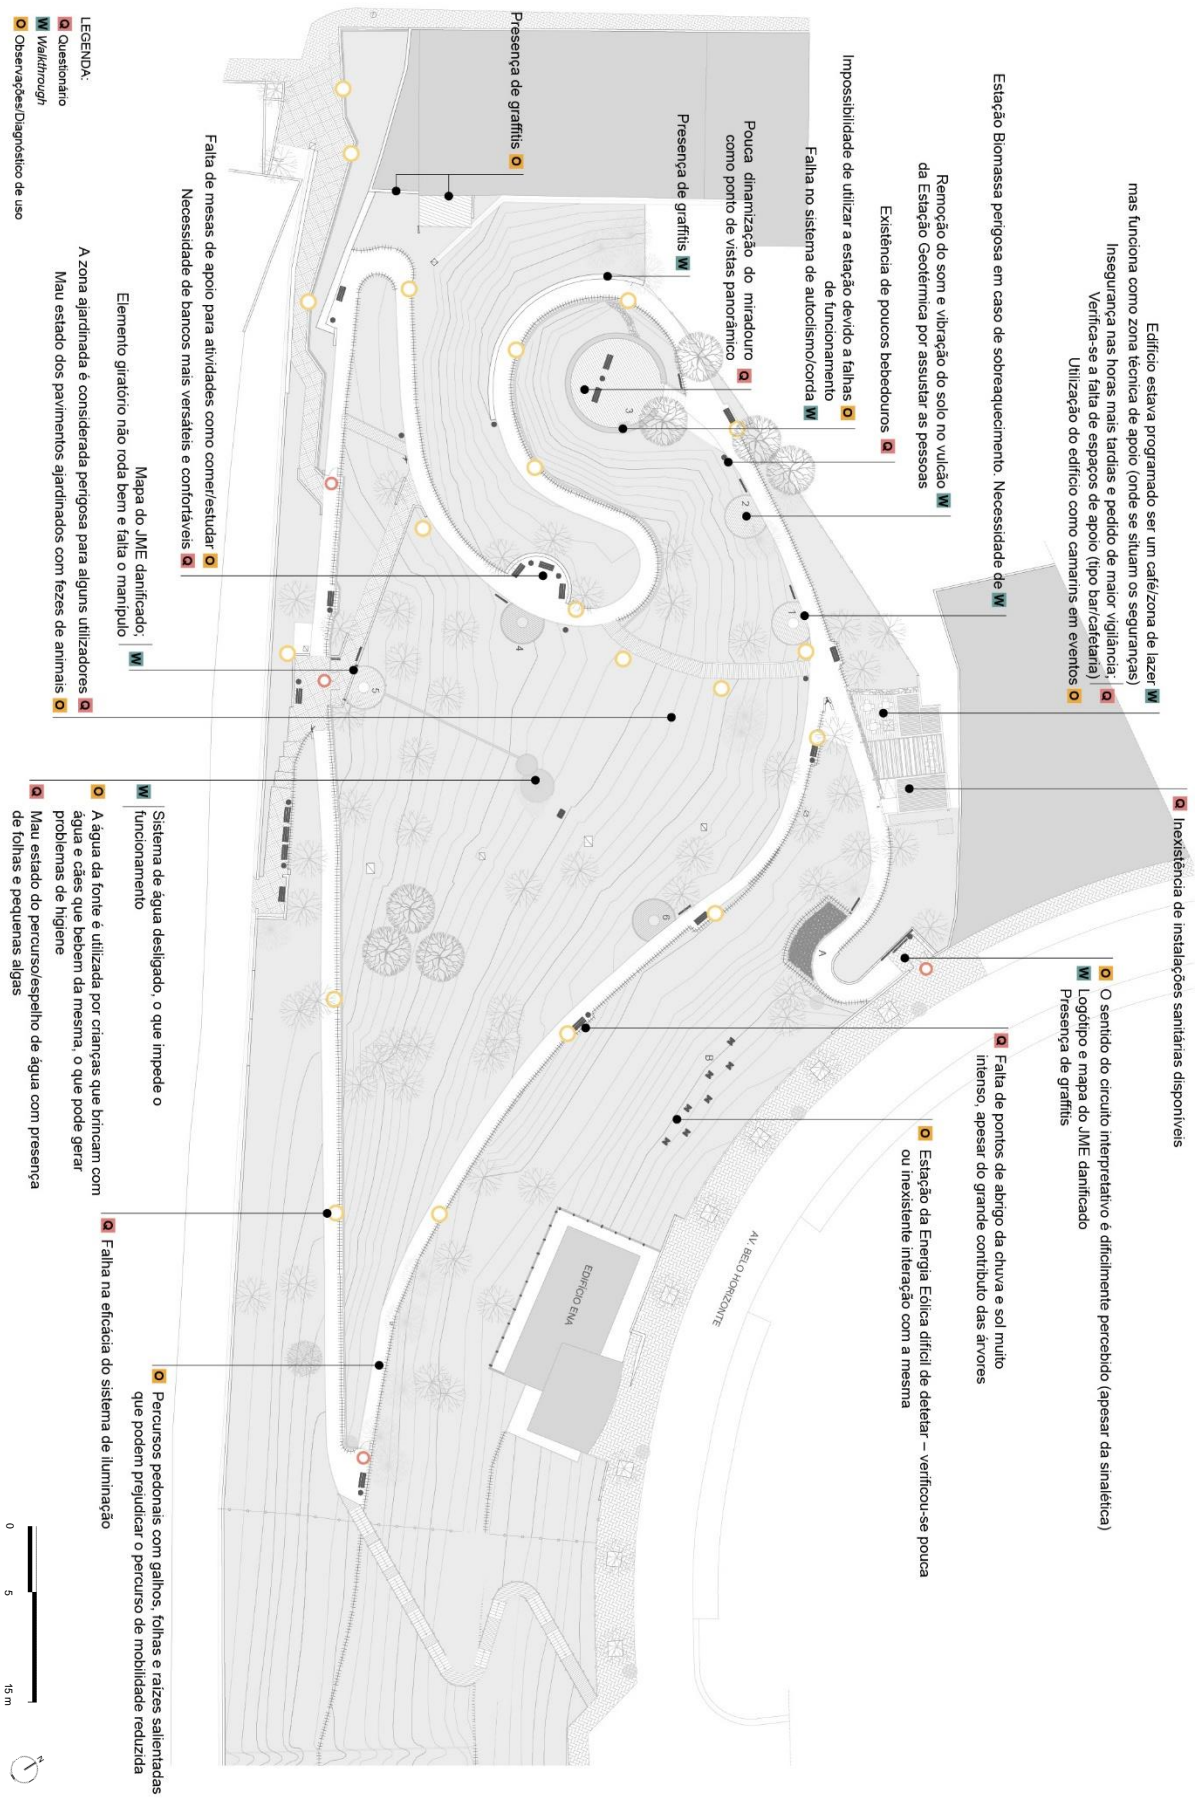 Edifício estava programado ser um café/zona de lazer W
mas funciona como zona técnica de apoio (onde se situam os seguranças)
Insegurança nas horas mais tardias e pedido de maior vigilância; Q
Verifica-se a falta de espaços de apoio (tipo bar/cafetaria)
Utilização do edifício como camarins em eventos O
Estação Biomassa perigosa em caso de sobreaquecimento. Necessidade de W
Remoção do som e vibração do solo no vulcão W
da Estação Geotérmica por assustar as pessoas
Existência de poucos bebedouros Q
Impossibilidade de utilizar a estação devido a falhas O
de funcionamento
Falha no sistema de autoclismo/corda W
Pouca dinamização do miradouro Q
como ponto de vistas panorâmico
Presença de graffitis W
Presença de graffitis O
Q Inexistência de instalações sanitárias disponíveis
O O sentido do circuito interpretativo é dificilmente percebido (apesar da sinalética)
W Logótipo e mapa do JME danificado
Presença de graffitis
Q Falta de pontos de abrigo da chuva e sol muito
intenso, apesar do grande contributo das árvores
O Estação da Energia Eólica difícil de detetar – verificou-se pouca
ou inexistente interação com a mesma
AV. BELO HORIZONTE
EDIFÍCIO ENA
1
2
3
4
5
6
A
B
Falta de mesas de apoio para atividades como comer/estudar O
Necessidade de bancos mais versáteis e confortáveis Q
Mapa do JME danificado; W
Elemento giratório não roda bem e falta o manípulo
A zona ajardinada é considerada perigosa para alguns utilizadores Q
Mau estado dos pavimentos ajardinados com fezes de animais O
W Sistema de água desligado, o que impede o
funcionamento
O A água da fonte é utilizada por crianças que brincam com
água e cães que bebem da mesma, o que pode gerar
problemas de higiene
Q Mau estado do percurso/espelho de água com presença
de folhas e pequenas algas
O Percursos pedonais com galhos, folhas e raízes salientadas
que podem prejudicar o percurso de mobilidade reduzida
Q Falha na eficácia do sistema de iluminação
LEGENDA:
Q Questionário
W Walkthrough
O Observações/Diagnóstico de uso
0 5 15 m
N